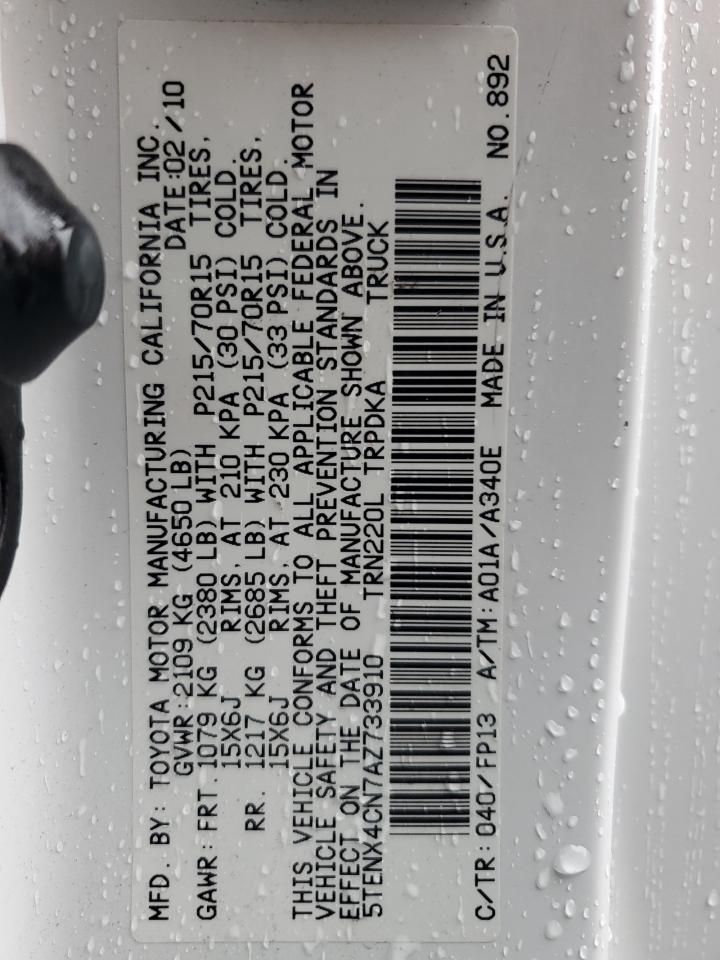 MFD. BY: TOYOTA MOTOR MANUFACTURING CALIFORNIA INC.
GVWR: 2109 KG (4650 LB) DATE: 02/10
GAWR: FRT. 1079 KG (2380 LB) WITH P215/70R15 TIRES,
15X6J RIMS, AT 210 KPA (30 PSI) COLD.
RR. 1217 KG (2685 LB) WITH P215/70R15 TIRES,
15X6J RIMS, AT 230 KPA (33 PSI) COLD.
THIS VEHICLE CONFORMS TO ALL APPLICABLE FEDERAL MOTOR
VEHICLE SAFETY AND THEFT PREVENTION STANDARDS IN
EFFECT ON THE DATE OF MANUFACTURE SHOWN ABOVE.
5TENX4CN7AZ733910 TRN220L TRPDKA TRUCK
C/TR: 040/FP13 A/TM: A01A/A340E MADE IN U.S.A. NO. 892